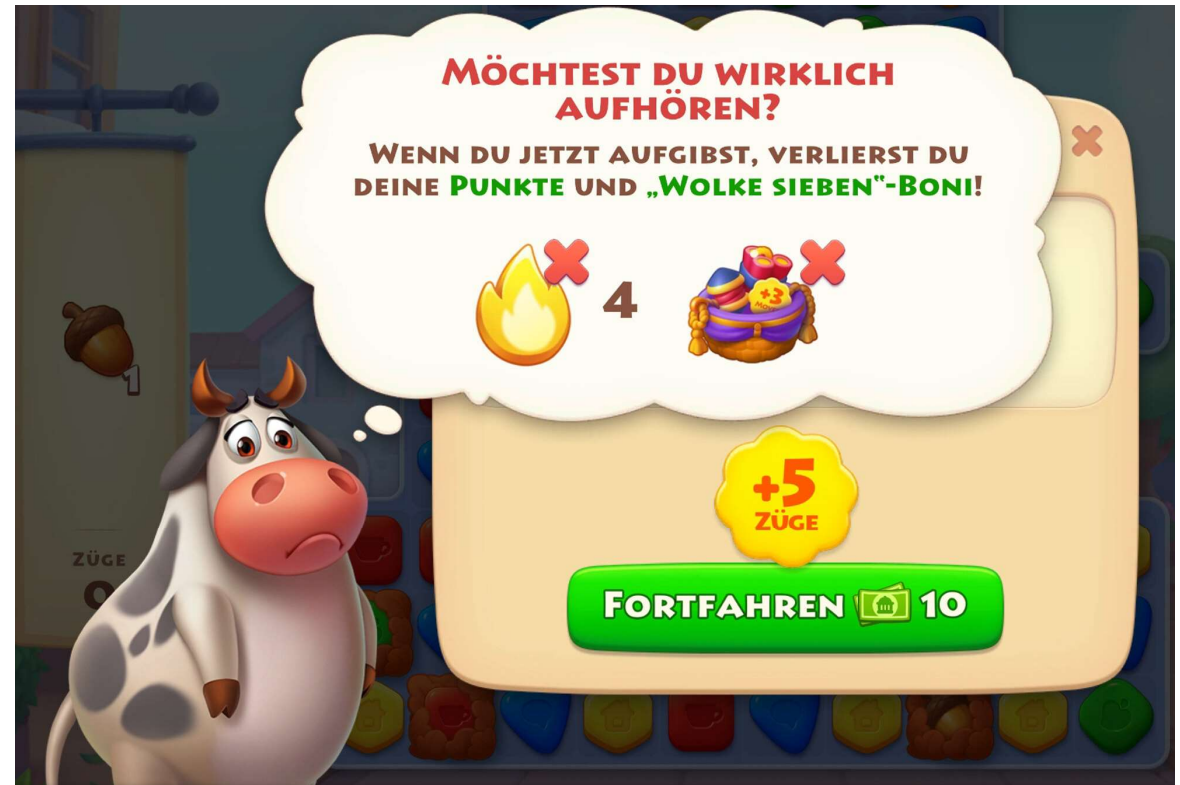 MÖCHTEST DU WIRKLICH
AUFHÖREN?
WENN DU JETZT AUFGIBST, VERLIERST DU
DEINE PUNKTE UND „WOLKE SIEBEN“-BONI!
4
+3
1
+5
ZÜGE
ZÜGE
0
FORTFAHREN 10